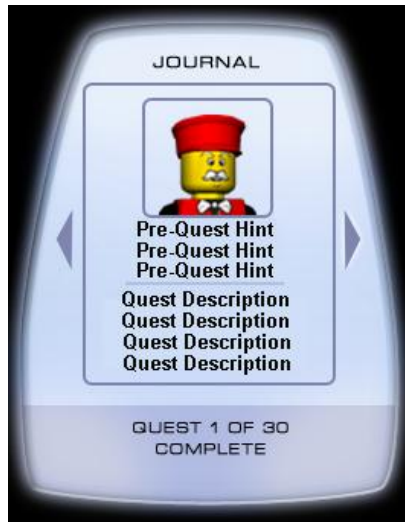 JOURNAL
Pre-Quest Hint
Pre-Quest Hint
Pre-Quest Hint
Quest Description
Quest Description
Quest Description
Quest Description
QUEST 1 OF 30
COMPLETE